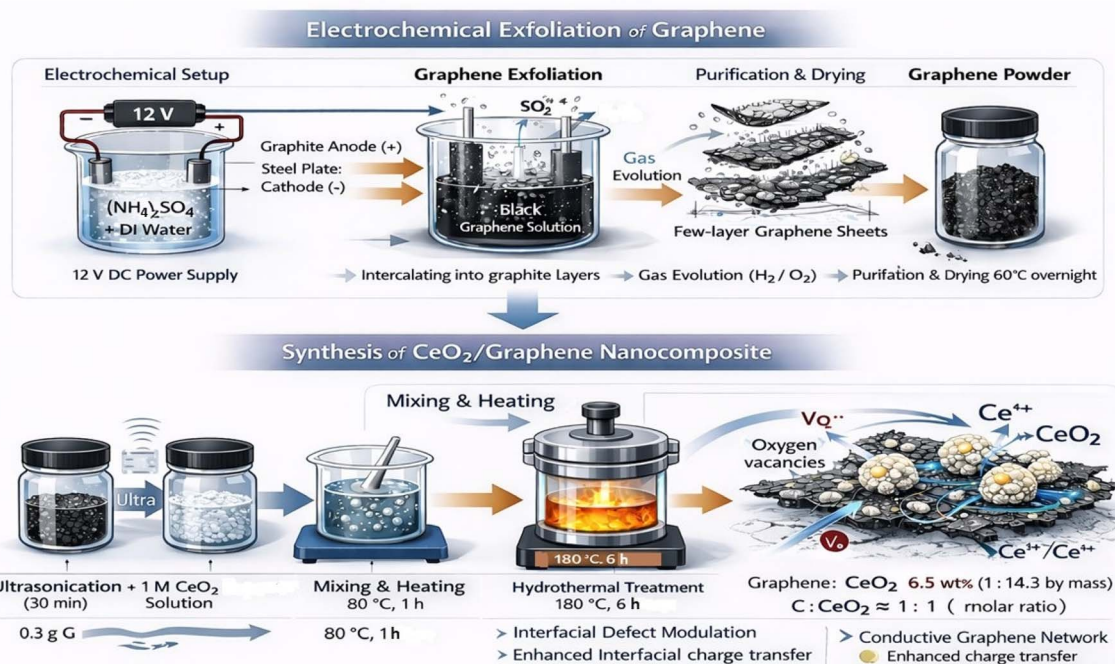 Electrochemical Exfoliation of Graphene
Electrochemical Setup
Graphene Exfoliation
Purification & Drying
Graphene Powder
12 V
−
+
(NH₄)₂SO₄
+ DI Water
Graphite Anode (+)
Steel Plate:
Cathode (-)
Black
Graphene Solution
Gas
Evolution
Few-layer Graphene Sheets
12 V DC Power Supply
Intercalating into graphite Layers
Gas Evolution (H₂ / O₂)
Purifation & Drying 60°C overnight
Synthesis of CeO₂/Graphene Nanocomposite
Mixing & Heating
Ultra
180 °C. 6 h
Oxygen
vacancies
Ce⁴⁺
CeO₂
Ultrasonication + 1 M CeO₂
(30 min)
Solution
0.3 g G
Mixing & Heating
80 °C, 1 h
80 °C, 1h
Hydrothermal Treatment
180 °C, 6 h
Graphene: CeO₂ 6.5 wt% (1 : 14.3 by mass)
C : CeO₂ ≈ 1 : 1 ( molar ratio)
➤ Interfacial Defect Modulation
➤ Enhanced Interfacial charge transfer
➤ Conductive Graphene Network
Enhanced charge transfer